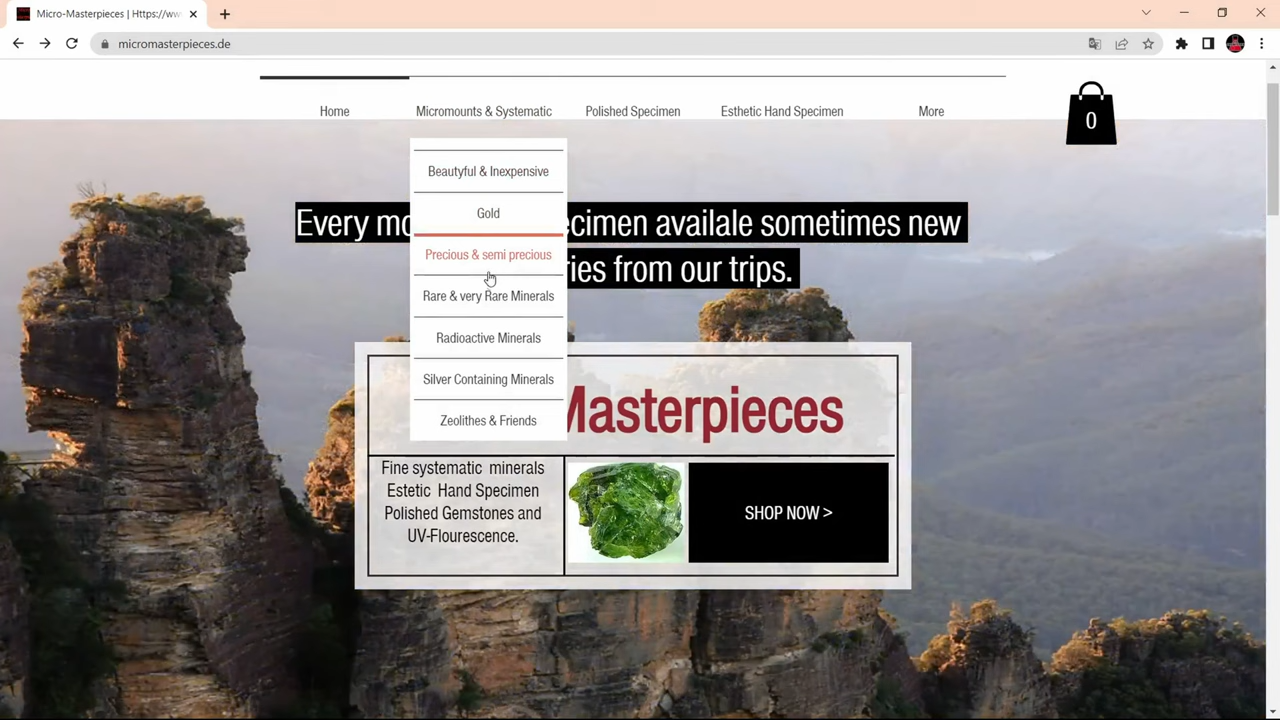 Micro-Masterpieces | Https://ww
micromasterpieces.de
Home
Micromounts & Systematic
Polished Specimen
Esthetic Hand Specimen
More
0
Beautyful & Inexpensive
Gold
Precious & semi precious
Rare & very Rare Minerals
Radioactive Minerals
Silver Containing Minerals
Zeolithes & Friends
Every mo cimen availale sometimes new
ries from our trips.
Masterpieces
Fine systematic minerals
Estetic Hand Specimen
Polished Gemstones and
UV-Flourescence.
SHOP NOW >